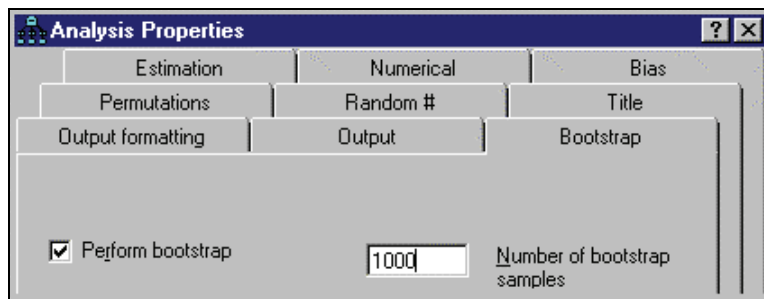 Analysis Properties
Estimation Numerical Bias
Permutations Random # Title
Output formatting Output Bootstrap
Perform bootstrap 1000 Number of bootstrap
samples